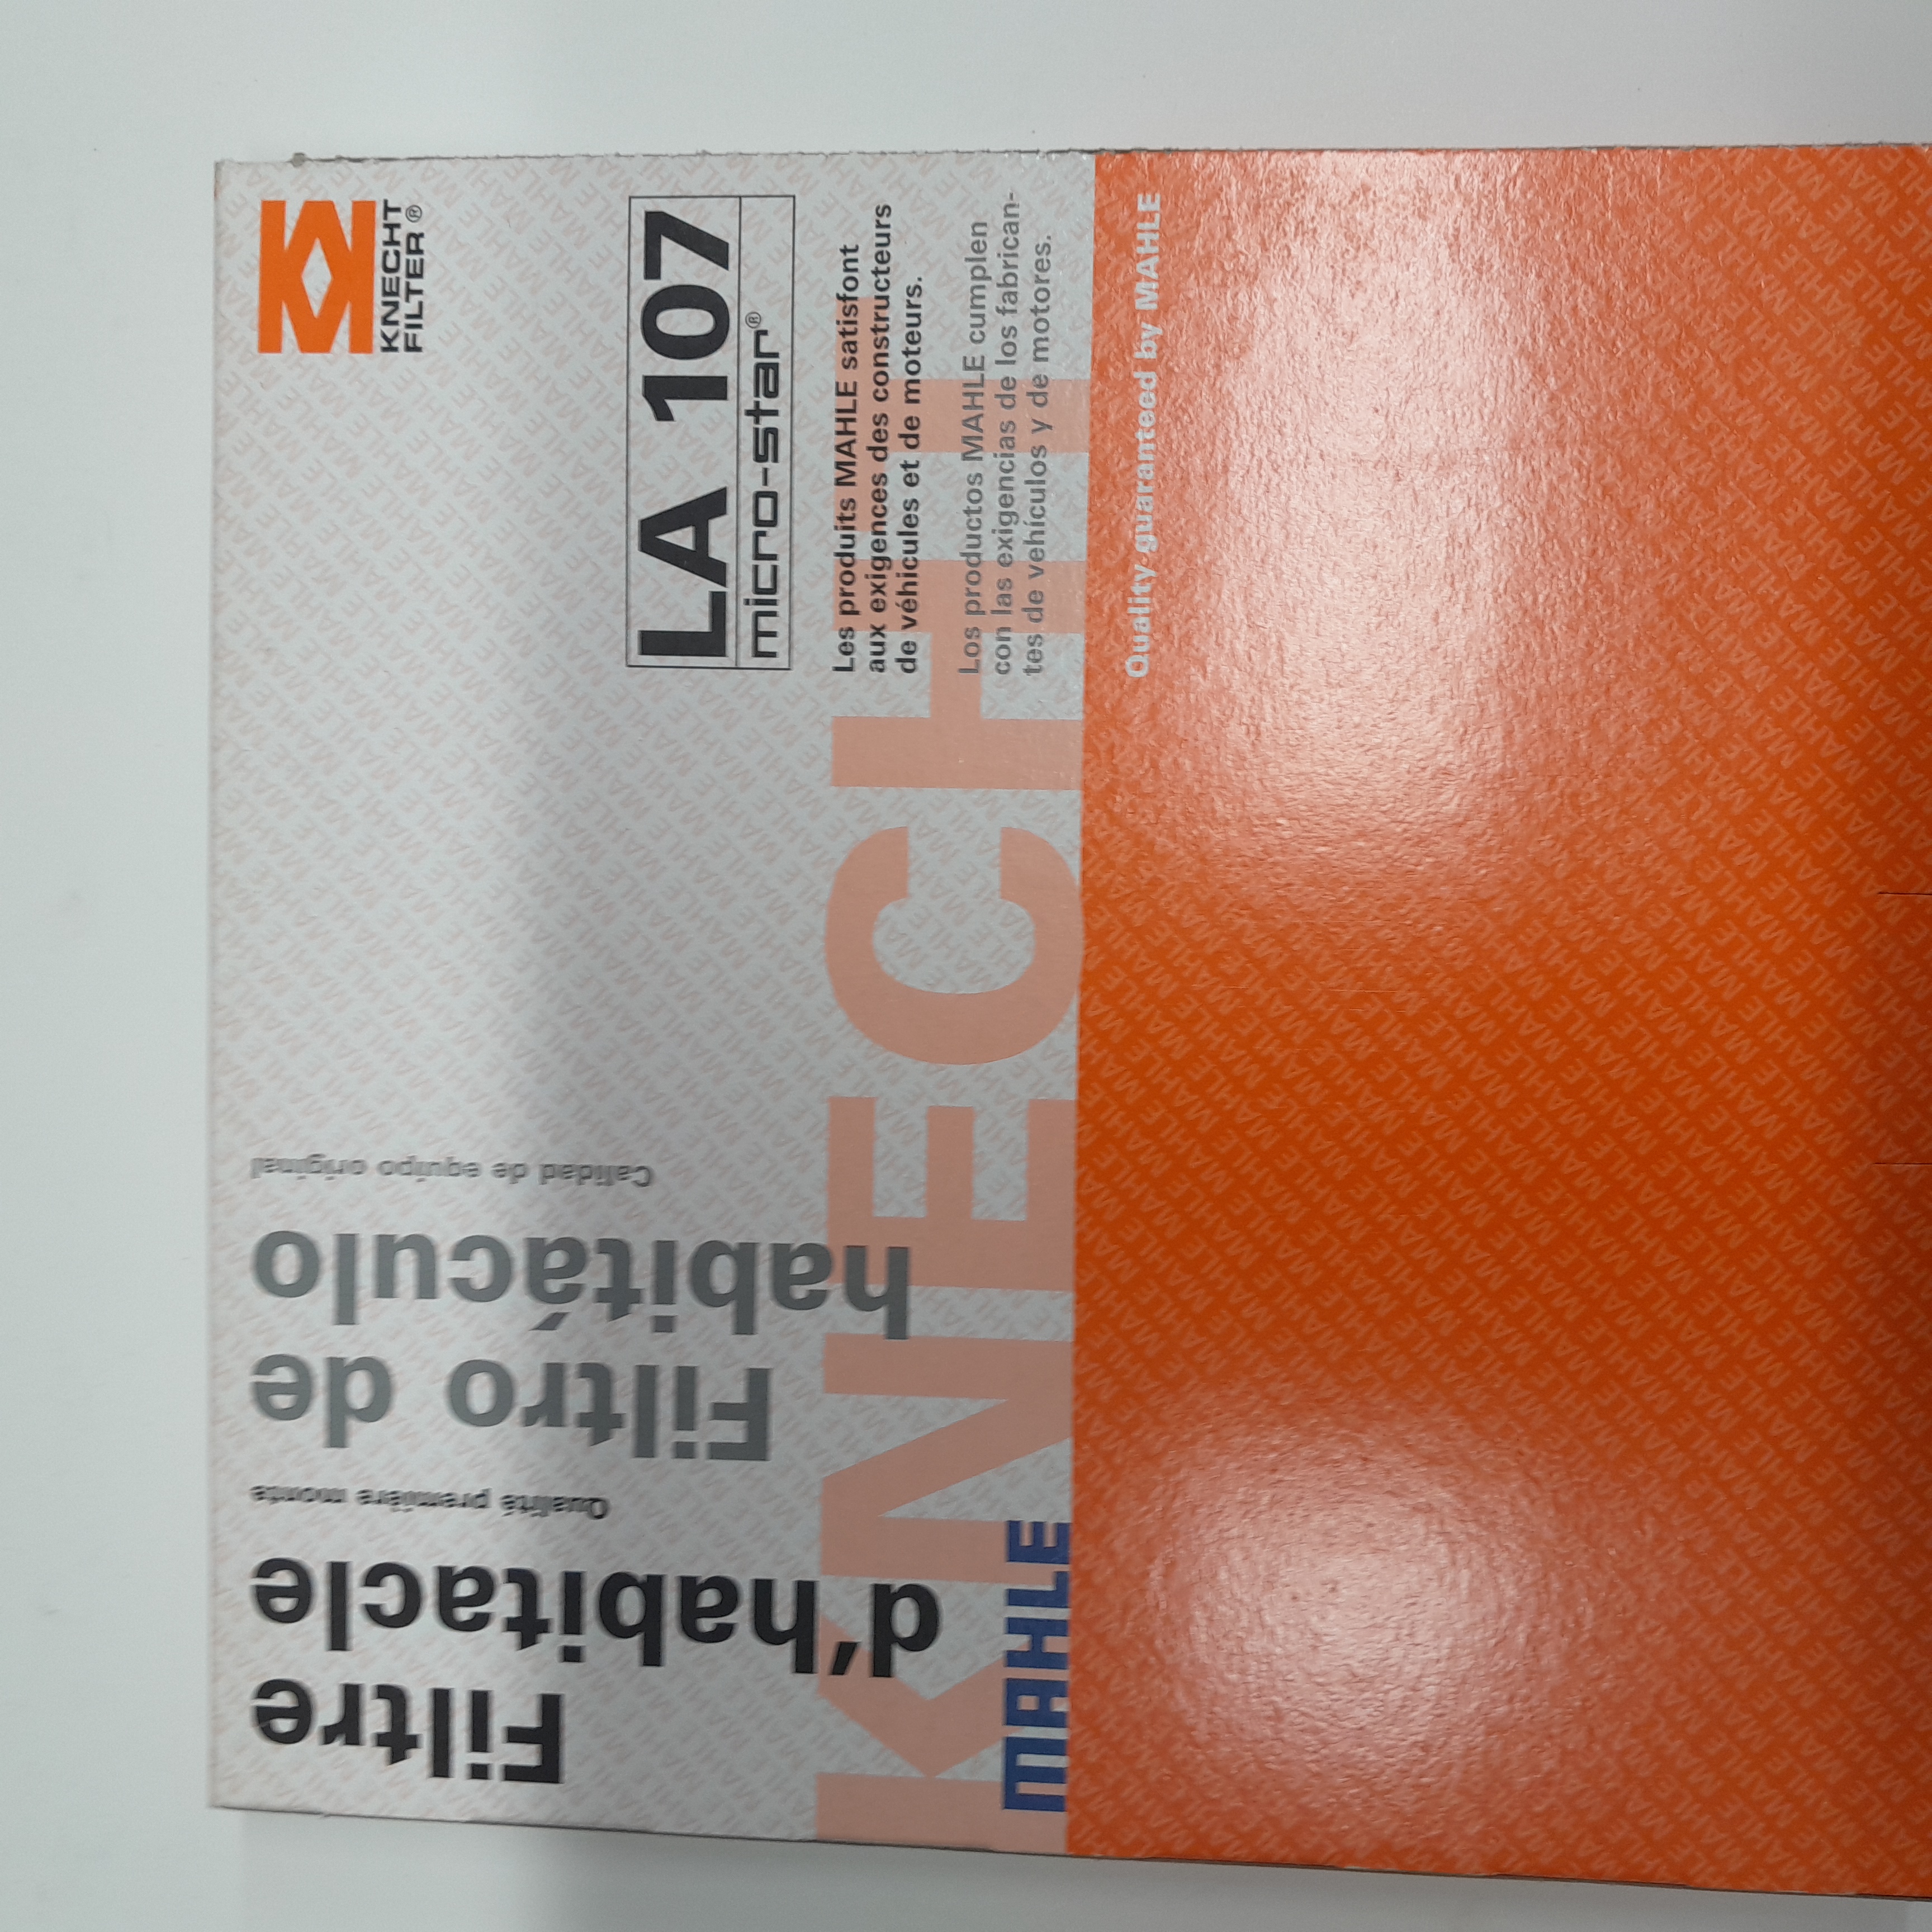 KNECHT
FILTER®
LA 107
micro-star®
Les produits MAHLE satisfont
aux exigences des constructeurs
de véhicules et de moteurs.
Los productos MAHLE cumplen
con las exigencias de los fabrican-
tes de vehículos y de motores.
Filtre
d'habitacle
Qualité première monte
Filtro de
habitáculo
Calidad de equipo original
KNECHT
MAHLE
Quality guaranteed by MAHLE